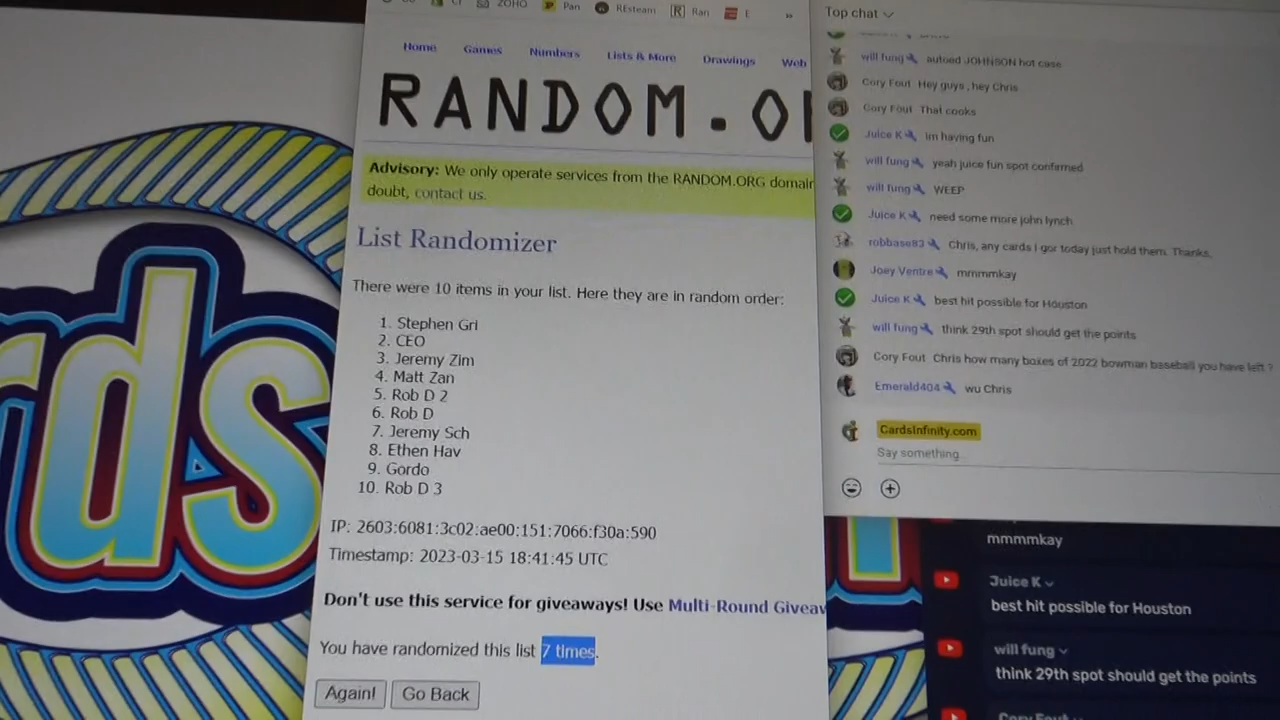 ZOHO
Pan
REsteam
Ran
E
»
Home
Games
Numbers
Lists & More
Drawings
Web
RANDOM.O
Advisory: We only operate services from the RANDOM.ORG domain
doubt, contact us.
List Randomizer
There were 10 items in your list. Here they are in random order:
1. Stephen Gri
2. CEO
3. Jeremy Zim
4. Matt Zan
5. Rob D 2
6. Rob D
7. Jeremy Sch
8. Ethen Hav
9. Gordo
10. Rob D 3
IP: 2603:6081:3c02:ae00:151:7066:f30a:590
Timestamp: 2023-03-15 18:41:45 UTC
Don't use this service for giveaways! Use Multi-Round Giveav
You have randomized this list 7 times.
Again!
Go Back
Top chat
will fung autoed JOHNSON hot case
Cory Fout Hey guys, hey Chris
Cory Fout That cooks
Juice K Im having fun
will fung yeah juice fun spot confirmed
will fung WEEP
Juice K need some more john lynch
robbase83 Chris, any cards I gor today just hold them. Thanks,
Joey Ventre mmmmkay
Juice K best hit possible for Houston
will fung think 29th spot should get the points
Cory Fout Chris how many boxes of 2022 bowman baseball you have left ?
Emerald404 wu Chris
CardsInfinity.com
Say something...
mmmmkay
Juice K
best hit possible for Houston
will fung
think 29th spot should get the points
Cory Fout
rds